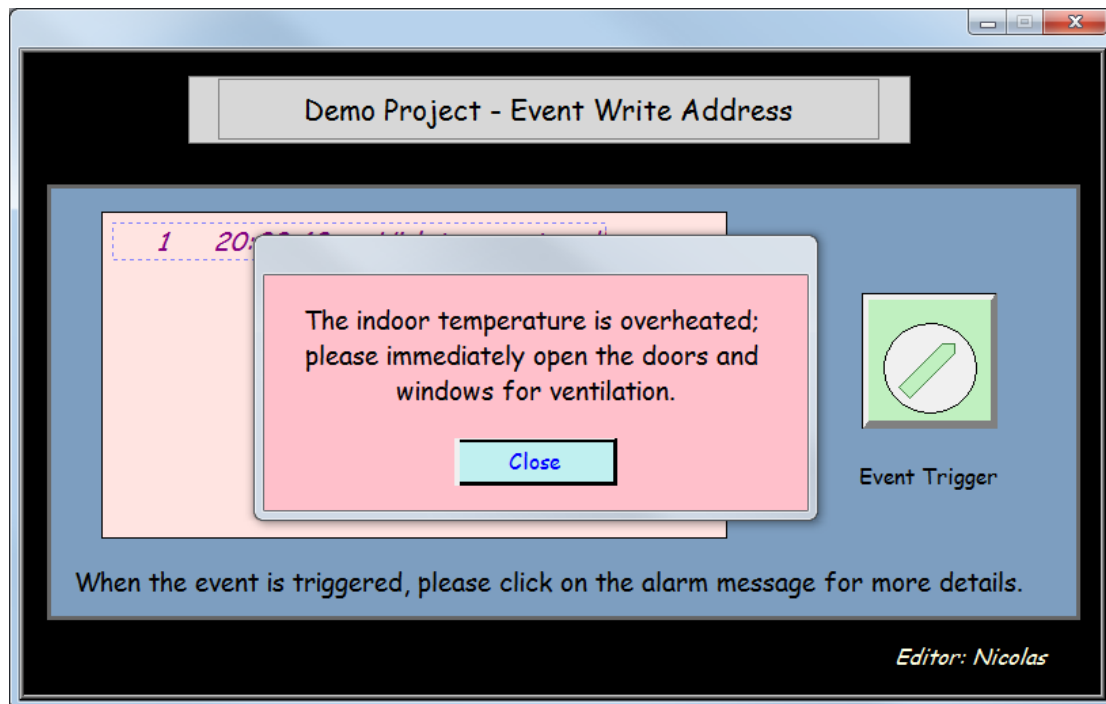 Demo Project - Event Write Address
1
The indoor temperature is overheated;
please immediately open the doors and
windows for ventilation.
Close
Event Trigger
When the event is triggered, please click on the alarm message for more details.
Editor: Nicolas